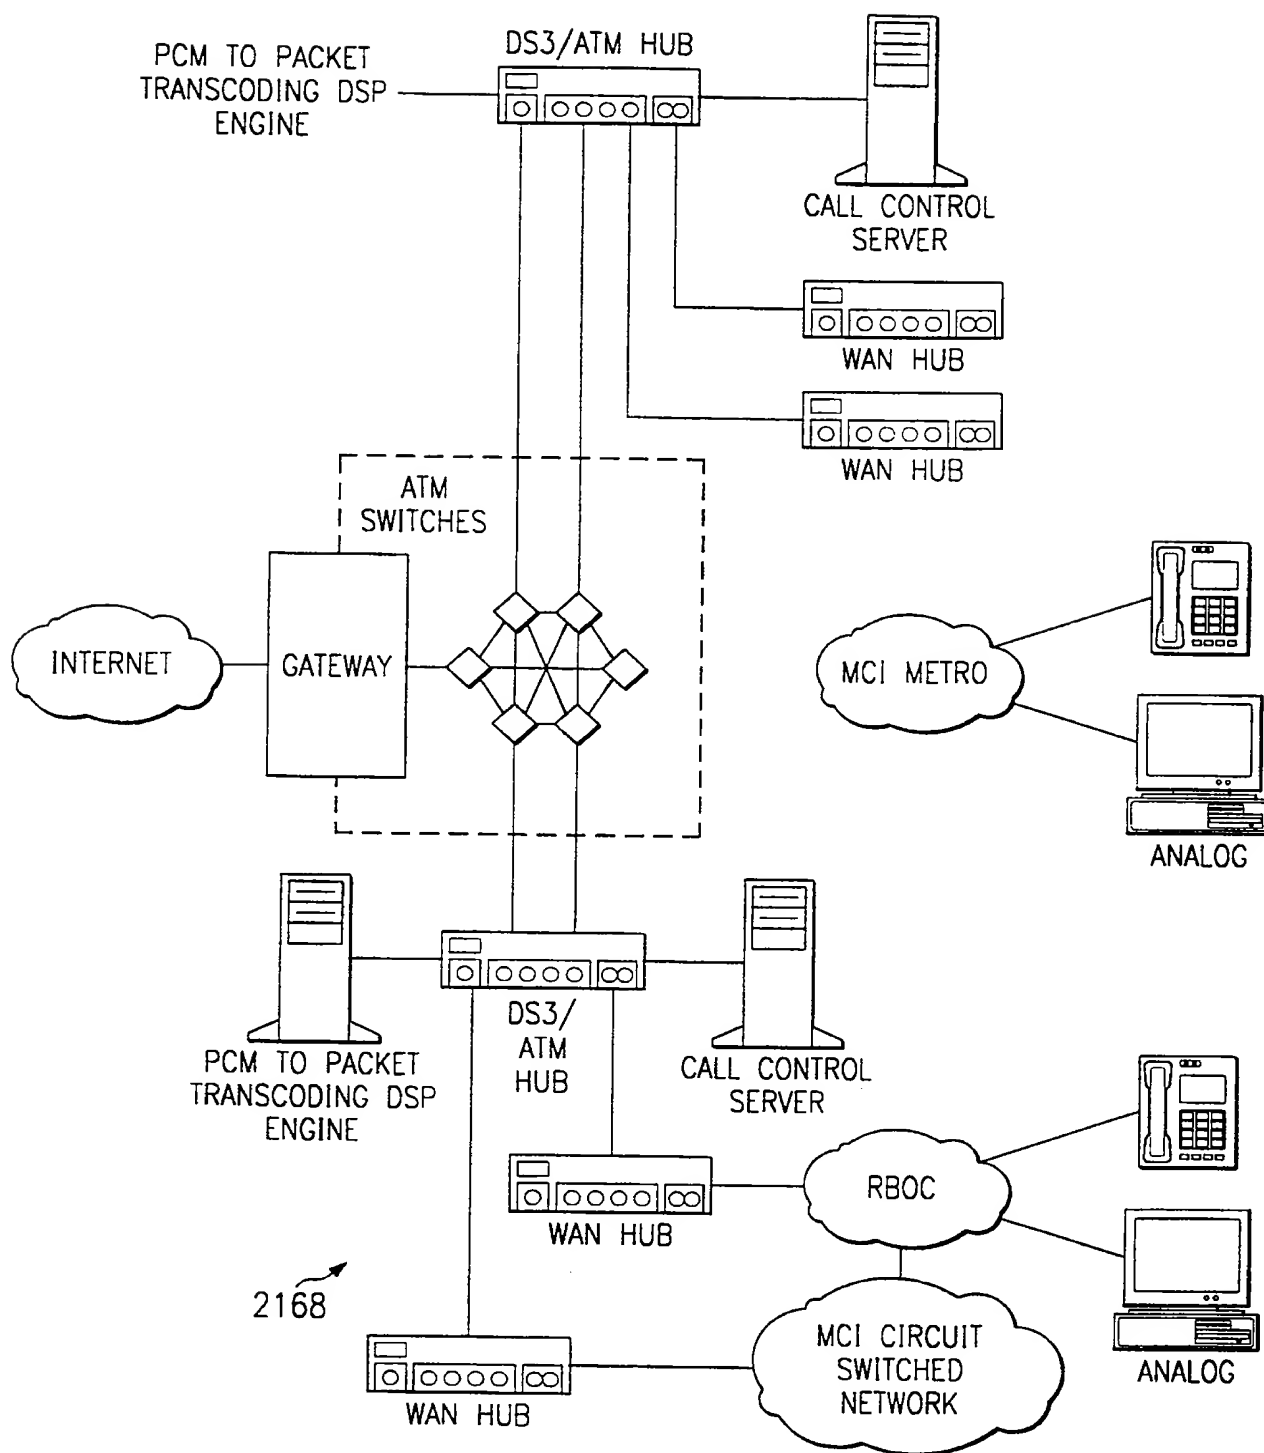 DS3/ATM HUB
PCM TO PACKET
TRANSCODING DSP
ENGINE
CALL CONTROL
SERVER
WAN HUB
WAN HUB
ATM
SWITCHES
INTERNET
GATEWAY
MCI METRO
ANALOG
DS3/
ATM
HUB
PCM TO PACKET
TRANSCODING DSP
ENGINE
CALL CONTROL
SERVER
WAN HUB
RBOC
2168
MCI CIRCUIT
SWITCHED
NETWORK
ANALOG
WAN HUB